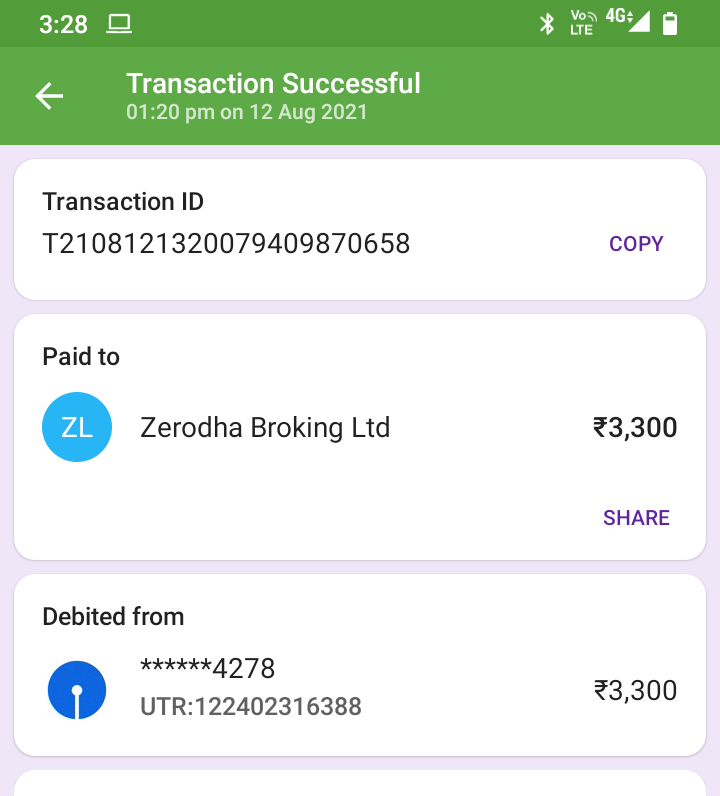 3:28 Vo LTE 4G
Transaction Successful
01:20 pm on 12 Aug 2021
Transaction ID
T2108121320079409870658 COPY
Paid to
ZL Zerodha Broking Ltd ₹3,300
SHARE
Debited from
******4278
UTR:122402316388 ₹3,300